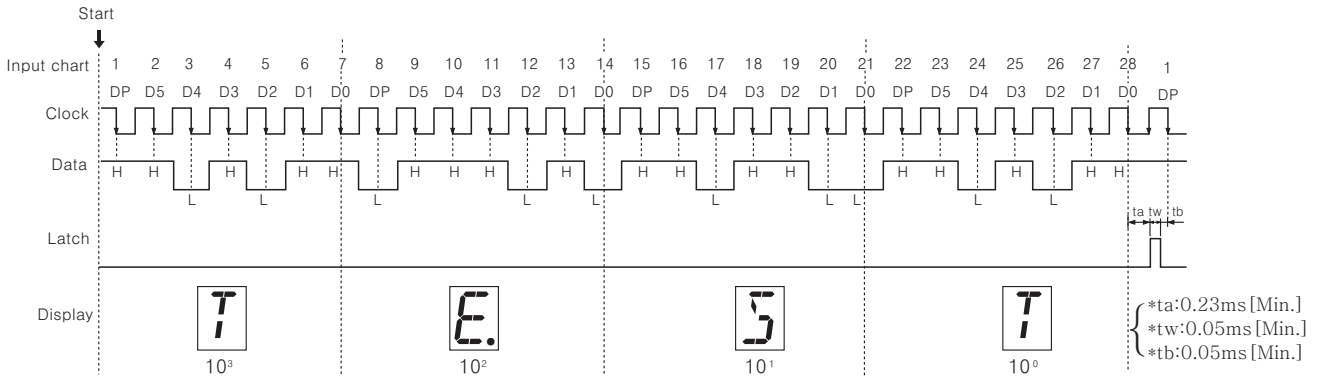 Start
Input chart 1 2 3 4 5 6 7 8 9 10 11 12 13 14 15 16 17 18 19 20 21 22 23 24 25 26 27 28 1
DP D5 D4 D3 D2 D1 D0 DP D5 D4 D3 D2 D1 D0 DP D5 D4 D3 D2 D1 D0 DP D5 D4 D3 D2 D1 D0 DP
Clock
Data
H H L H L H H L H H H L H L H H L H H L L H H L H L H H
ta tw tb
Latch
Display T E. S T
10³ 10² 10¹ 10⁰
*ta:0.23ms [Min.]
*tw:0.05ms [Min.]
*tb:0.05ms [Min.]